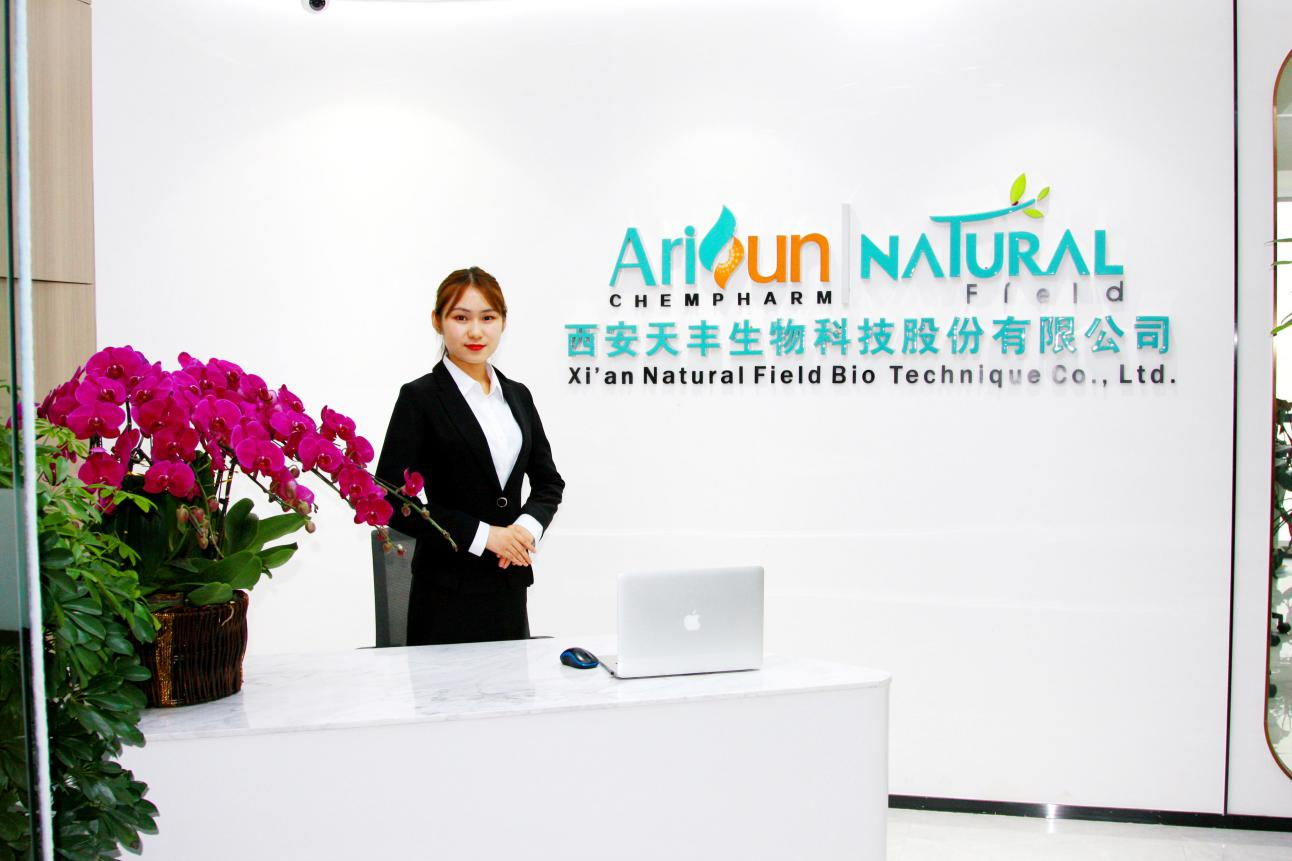 AriSun | NATURAL
CHEMPHARM Field
西安天丰生物科技股份有限公司
Xi'an Natural Field Bio Technique Co., Ltd.